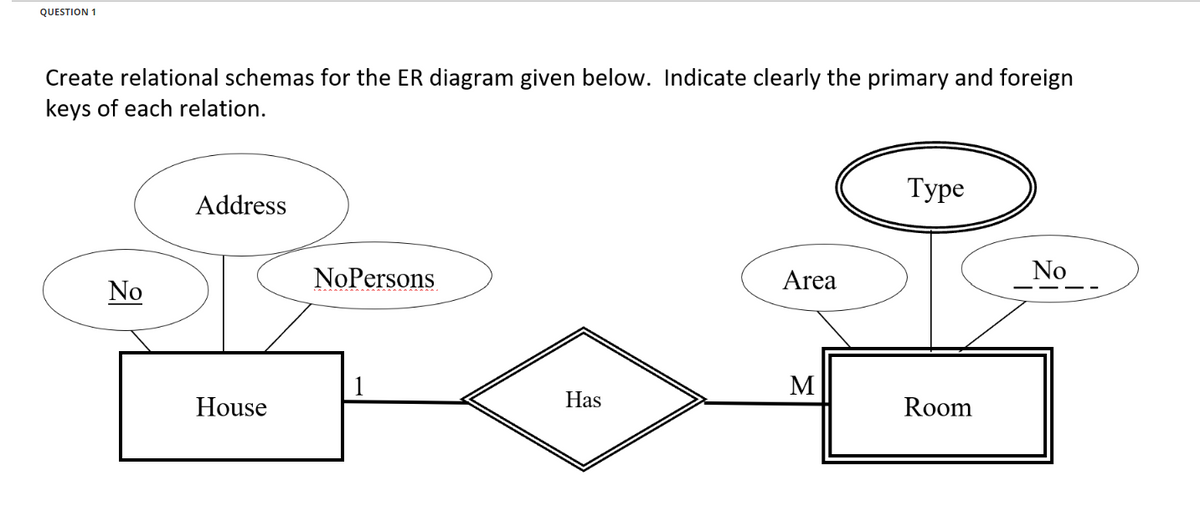 QUESTION 1
Create relational schemas for the ER diagram given below. Indicate clearly the primary and foreign
keys of each relation.
Address
Type
No
NoPersons
Area
No
1
M
House
Has
Room